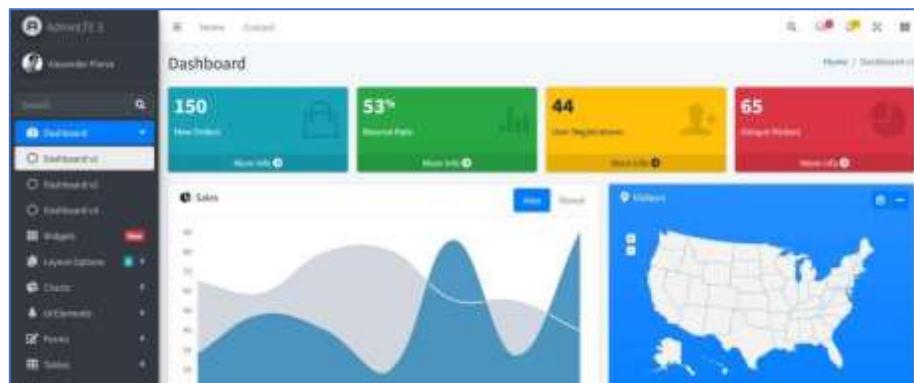 AdminLTE 3
Home Contact
Alexander Pierce
Dashboard
Home / Dashboard v1
Search
150
New Orders
More info
53%
Bounce Rate
More info
44
User Registrations
More info
65
Unique Visitors
More info
Dashboard
Dashboard v1
Dashboard v2
Dashboard v3
Widgets New
Layout Options
Charts
UI Elements
Forms
Tables
Sales
Area Donut
Visitors